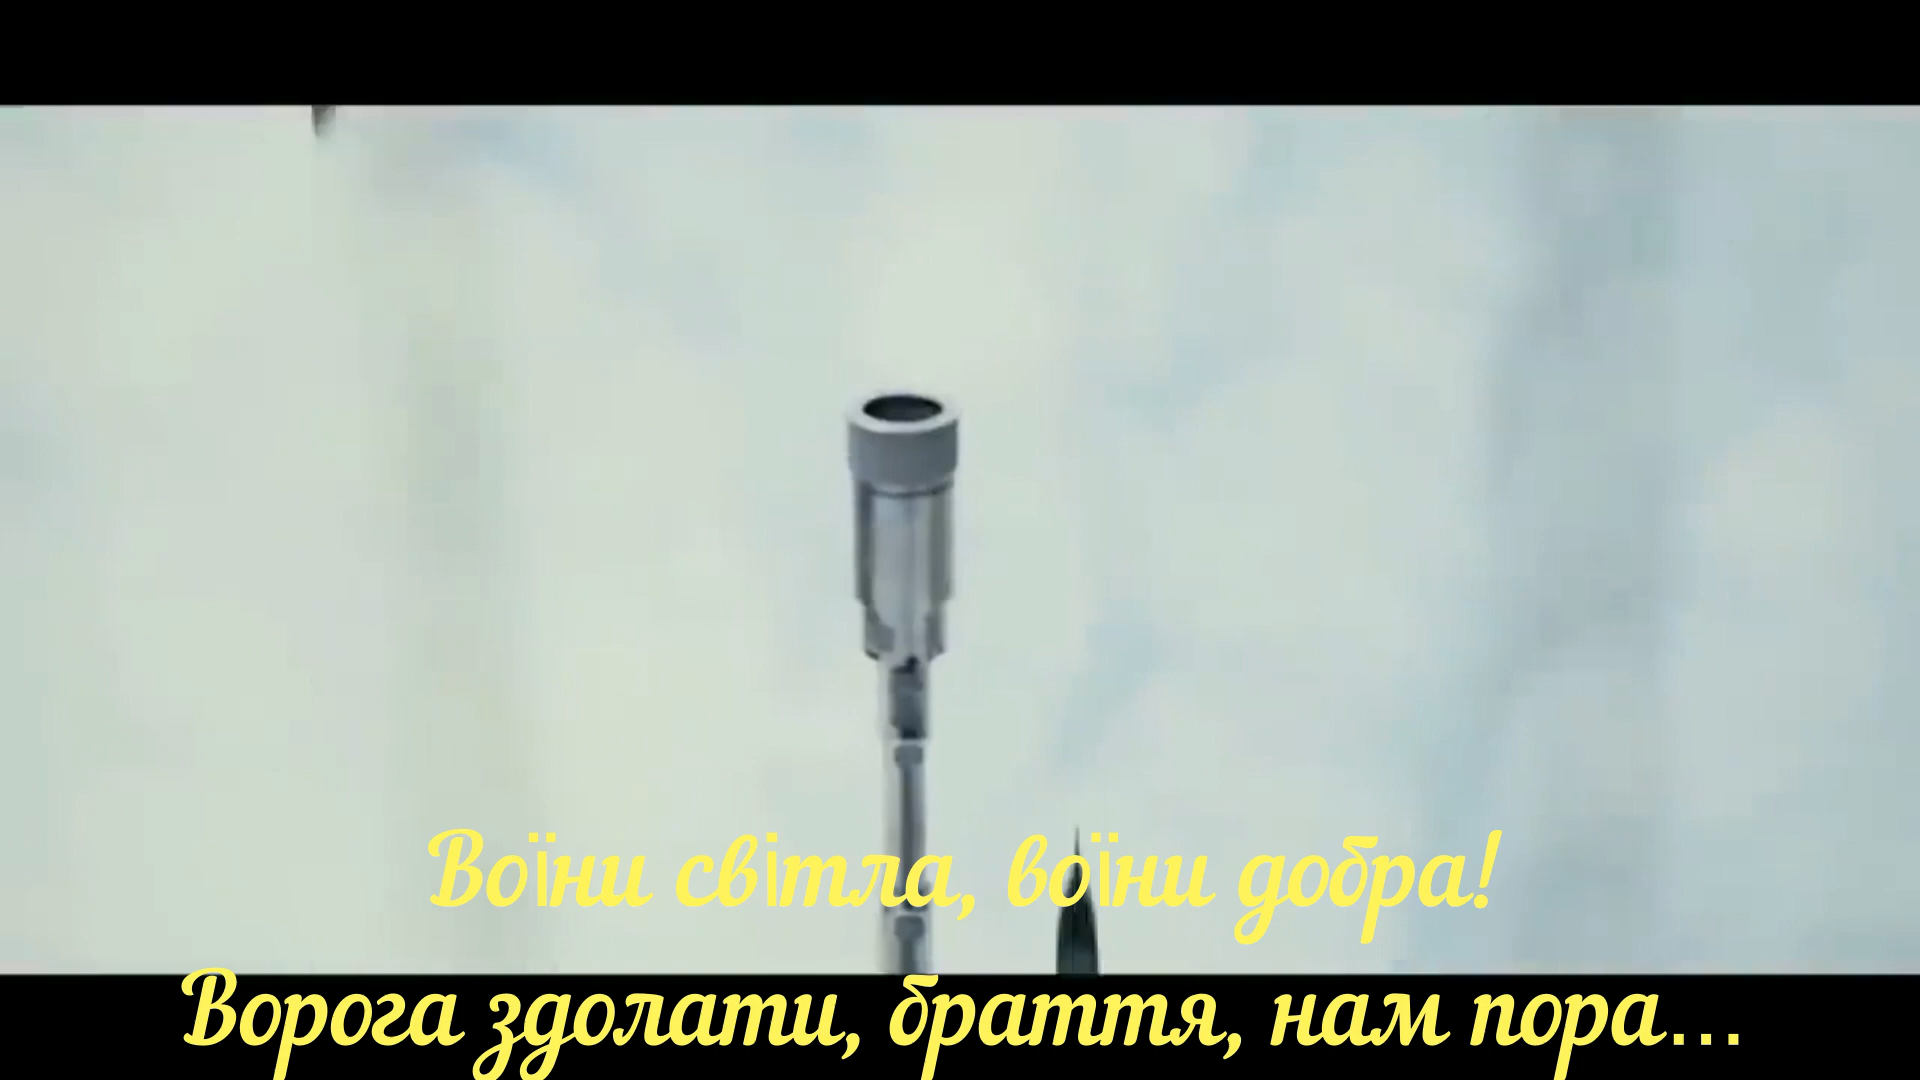 Воїни світла, воїни добра!
Ворога здолати, браття, нам пора...